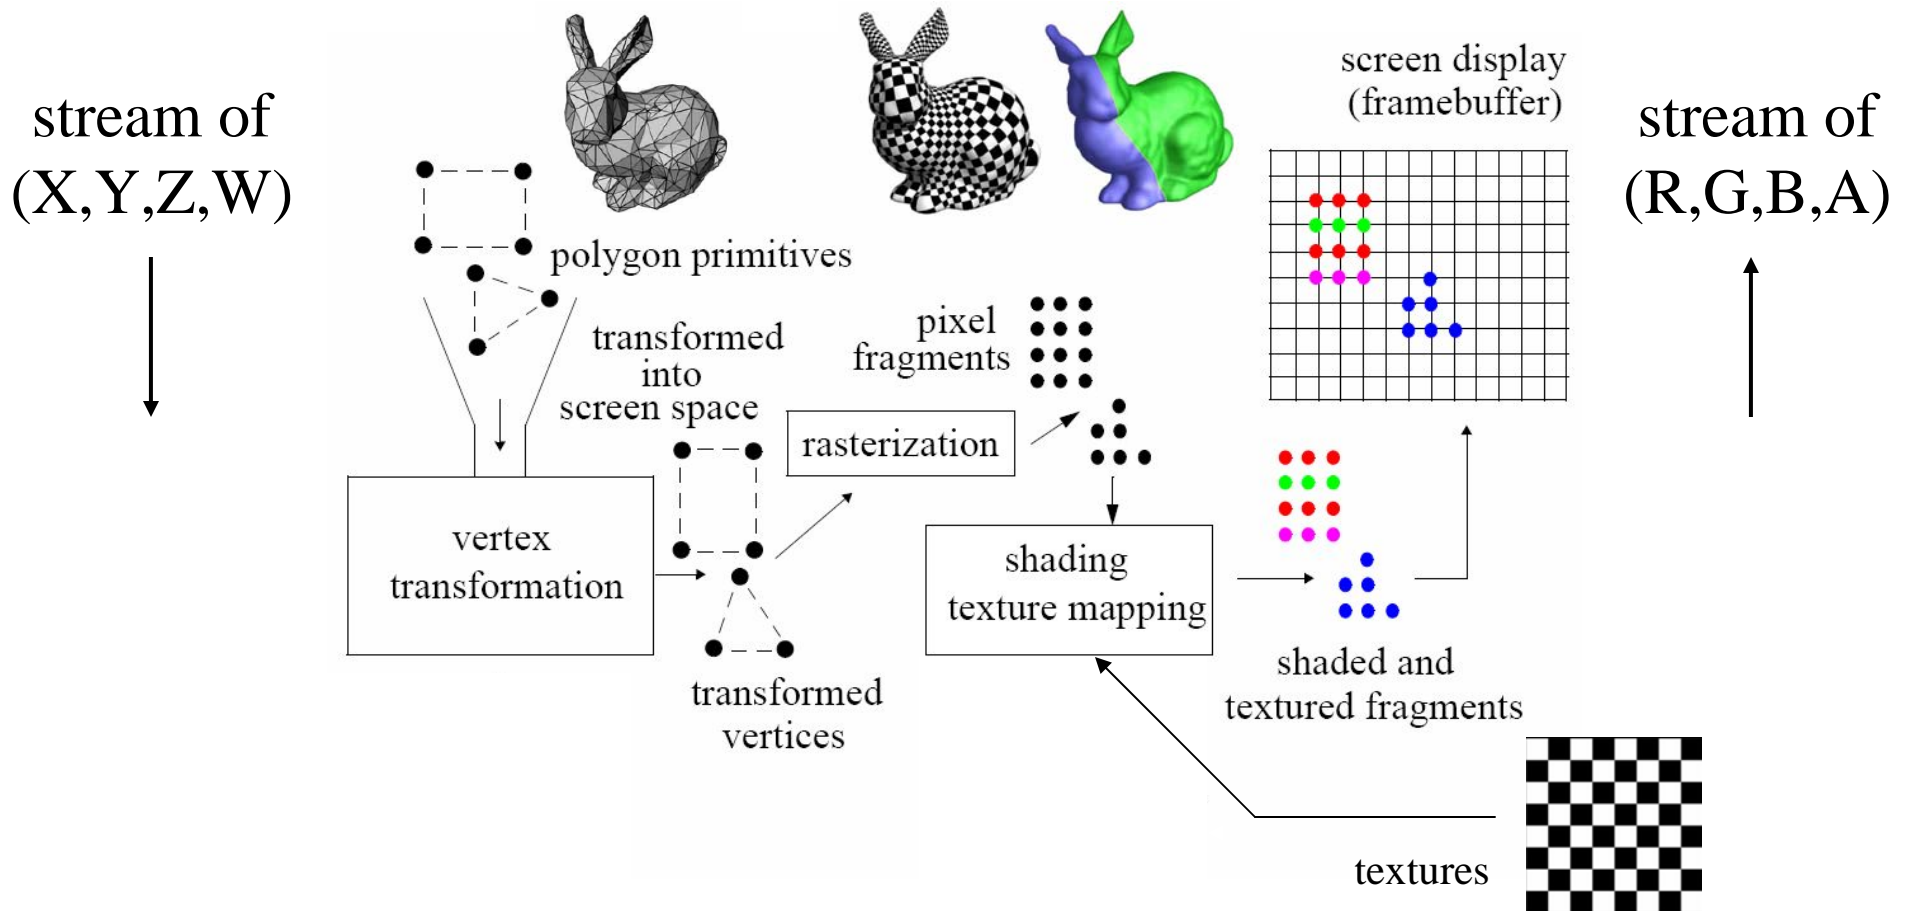 stream of
(X,Y,Z,W)
polygon primitives
transformed
into
screen space
vertex
transformation
transformed
vertices
rasterization
pixel
fragments
shading
texture mapping
shaded and
textured fragments
textures
screen display
(framebuffer)
stream of
(R,G,B,A)